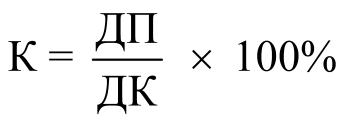 К = ДП / ДК × 100%